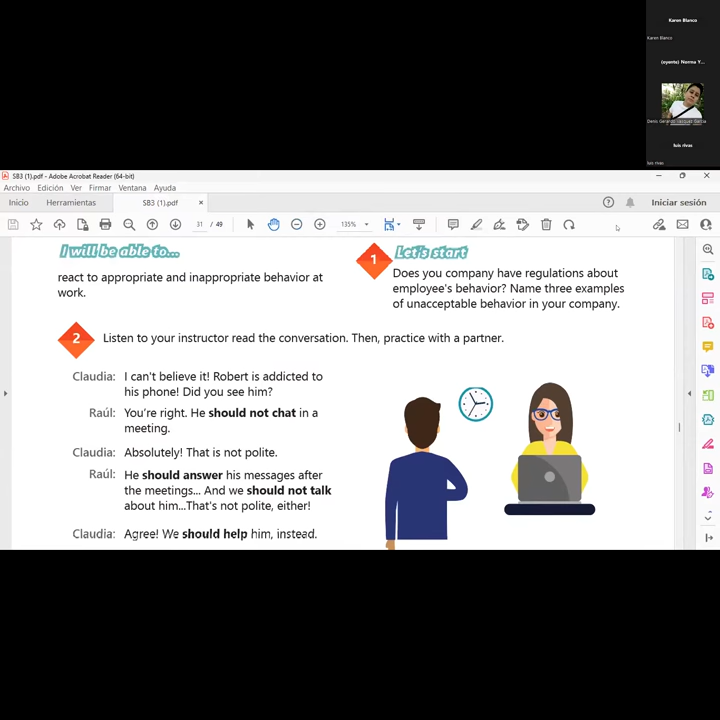 Karen Blanco
Karen Blanco
(oyente) Norma Y...
Denis Gerardo Vasquez Garcia
luis rivas
luis rivas
SB3 (1).pdf - Adobe Acrobat Reader (64-bit)
Archivo Edición Ver Firmar Ventana Ayuda
Inicio Herramientas SB3 (1).pdf × Iniciar sesión
31 / 49 135%
I will be able to...
react to appropriate and inappropriate behavior at
work.
1 Let's start
Does you company have regulations about
employee's behavior? Name three examples
of unacceptable behavior in your company.
2 Listen to your instructor read the conversation. Then, practice with a partner.
Claudia: I can't believe it! Robert is addicted to
his phone! Did you see him?
Raúl: You're right. He should not chat in a
meeting.
Claudia: Absolutely! That is not polite.
Raúl: He should answer his messages after
the meetings... And we should not talk
about him...That's not polite, either!
Claudia: Agree! We should help him, instead.